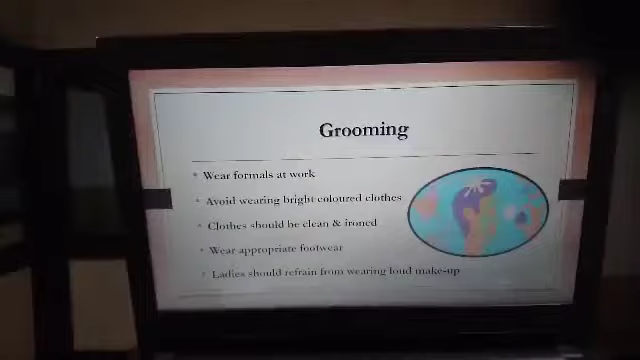 Grooming
Wear formals at work
Avoid wearing bright coloured clothes
Clothes should be clean & ironed
Wear appropriate footwear
Ladies should refrain from wearing loud make-up